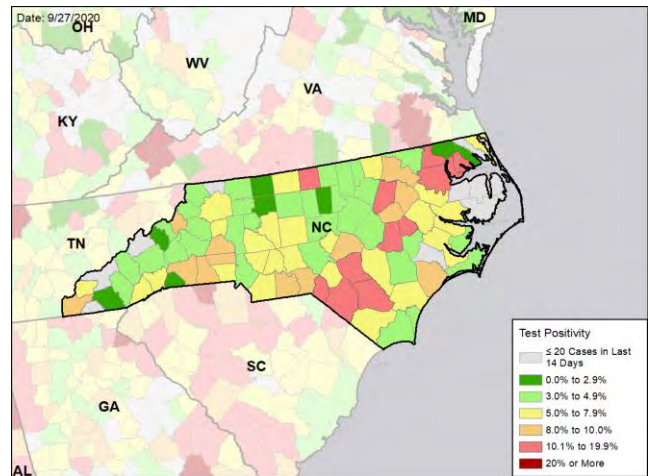 Date: 9/27/2020
OH
MD
WV
VA
KY
TN
NC
SC
GA
AL
Test Positivity
≤ 20 Cases in Last
14 Days
0.0% to 2.9%
3.0% to 4.9%
5.0% to 7.9%
8.0% to 10.0%
10.1% to 19.9%
20% or More